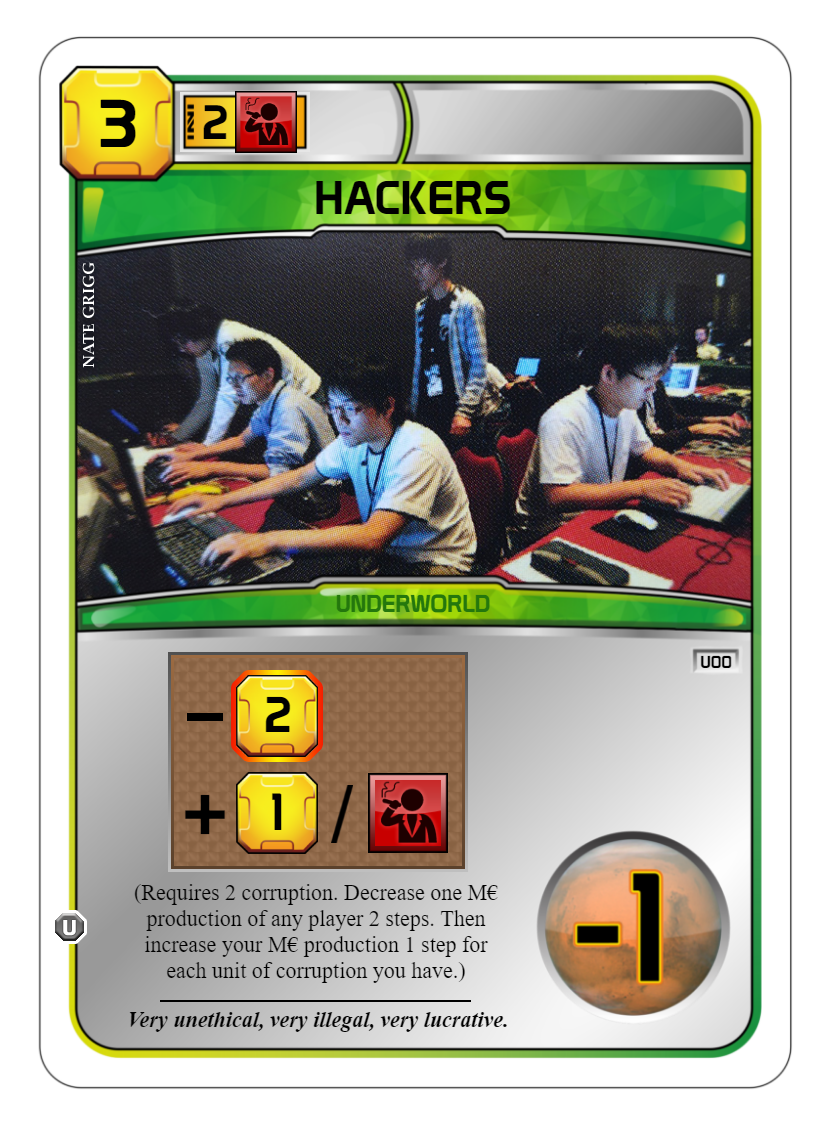 3
2
HACKERS
NATE GRIGG
UNDERWORLD
U00
− 2
+ 1 /
(Requires 2 corruption. Decrease one M€
production of any player 2 steps. Then
increase your M€ production 1 step for
each unit of corruption you have.)
U
-1
Very unethical, very illegal, very lucrative.